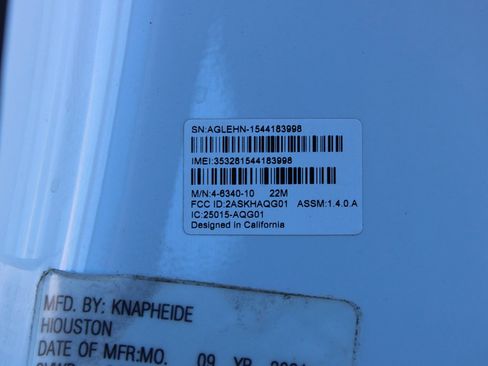 SN:AGLEHN-1544183998
IMEI:353281544183998
M/N:4-6340-10 22M
FCC ID:2ASKHAQG01 ASSM:1.4.0 A
IC:25015-AQG01
Designed in California
MFD. BY: KNAPHEIDE
HIOUSTON
DATE OF MFR:MO. 09 YR